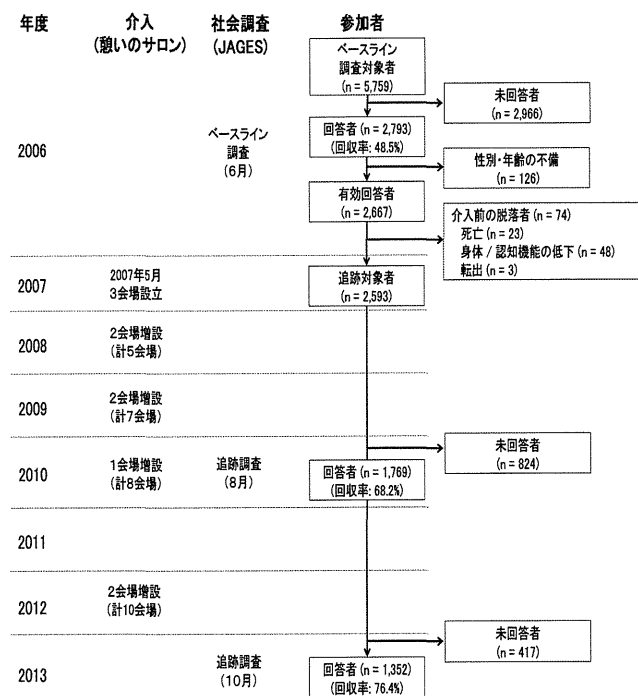 年度
介入
(憩いのサロン)
社会調査
(JAGES)
参加者
ベースライン
調査対象者
(n = 5,759)
未回答者
(n = 2,966)
2006
ベースライン
調査
(6月)
回答者 (n = 2,793)
(回収率: 48.5%)
性別・年齢の不備
(n = 126)
有効回答者
(n = 2,667)
介入前の脱落者 (n = 74)
死亡 (n = 23)
身体 / 認知機能の低下 (n = 48)
転出 (n = 3)
2007
2007年5月
3会場設立
追跡対象者
(n = 2,593)
2008
2会場増設
(計5会場)
2009
2会場増設
(計7会場)
未回答者
(n = 824)
2010
1会場増設
(計8会場)
追跡調査
(8月)
回答者 (n = 1,769)
(回収率: 68.2%)
2011
2012
2会場増設
(計10会場)
未回答者
(n = 417)
2013
追跡調査
(10月)
回答者 (n = 1,352)
(回収率: 76.4%)